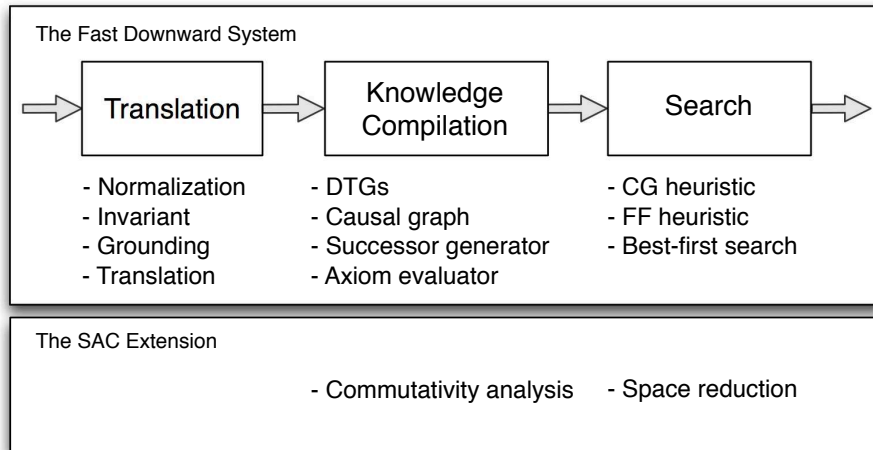 The Fast Downward System
Translation
Knowledge
Compilation
Search
- Normalization
- Invariant
- Grounding
- Translation
- DTGs
- Causal graph
- Successor generator
- Axiom evaluator
- CG heuristic
- FF heuristic
- Best-first search
The SAC Extension
- Commutativity analysis
- Space reduction